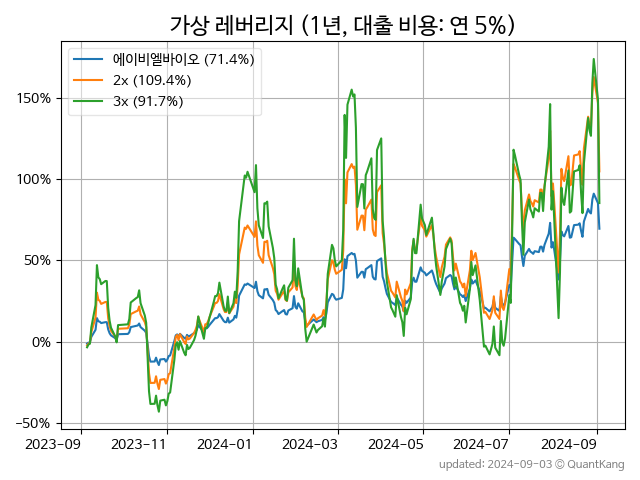 가상 레버리지 (1년, 대출 비용: 연 5%)
에이비엘바이오 (71.4%)
2x (109.4%)
3x (91.7%)
150%
100%
50%
0%
−50%
2023-09 2023-11 2024-01 2024-03 2024-05 2024-07 2024-09
updated: 2024-09-03 © QuantKang